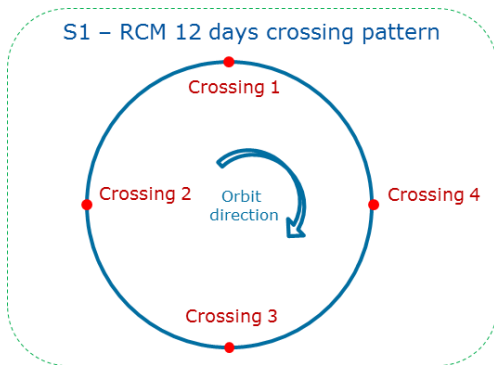 S1 – RCM 12 days crossing pattern
Crossing 1
Crossing 2
Orbit
direction
Crossing 4
Crossing 3